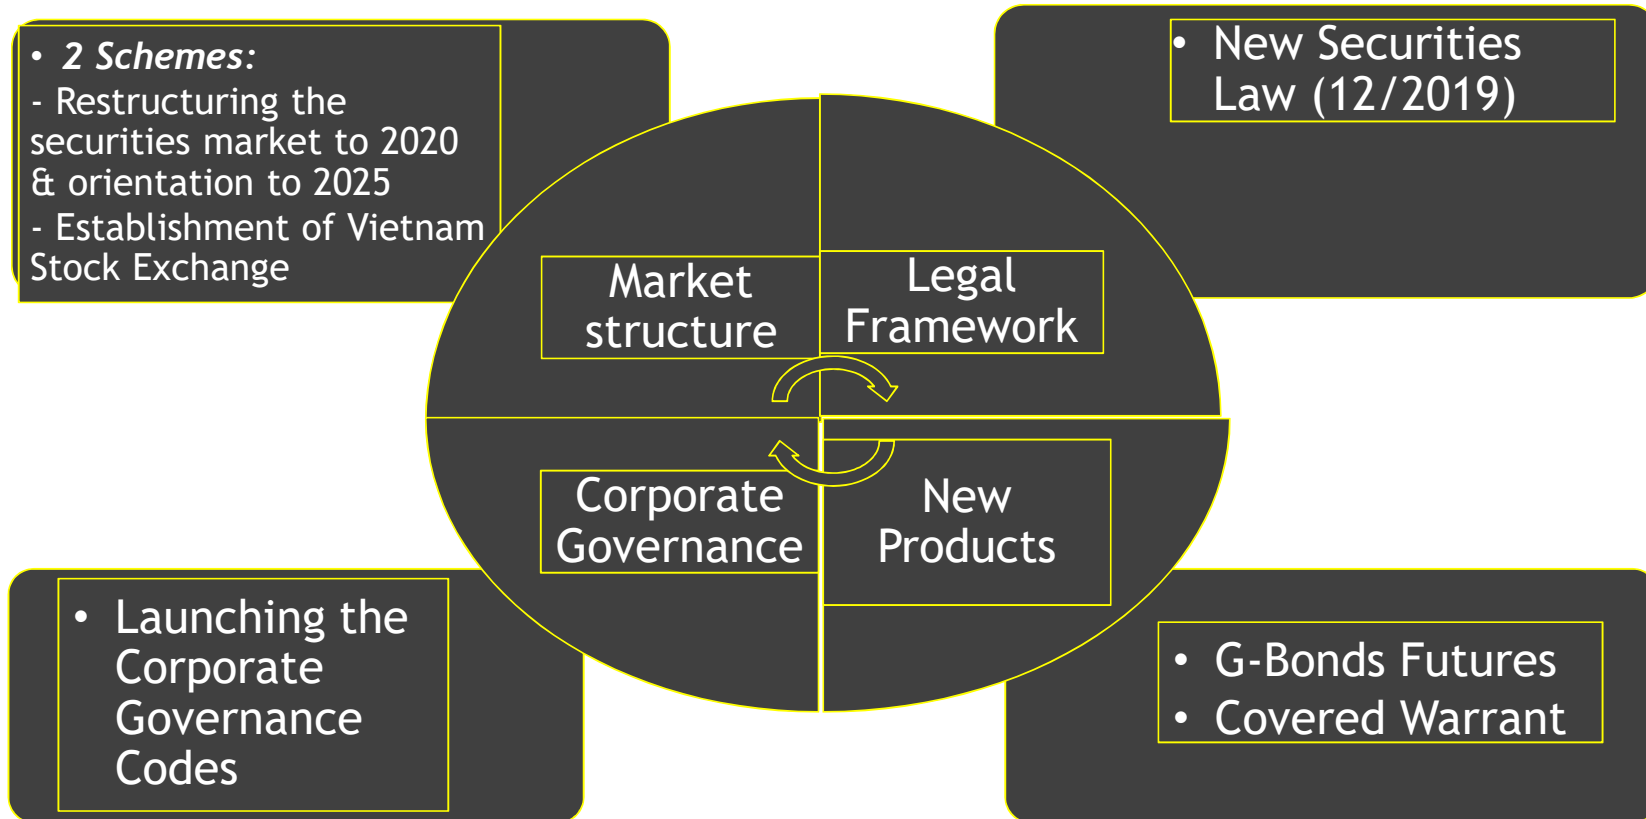 • 2 Schemes:
- Restructuring the
securities market to 2020
& orientation to 2025
- Establishment of Vietnam
Stock Exchange
• New Securities
Law (12/2019)
Market
structure
Legal
Framework
Corporate
Governance
New
Products
• Launching the
Corporate
Governance
Codes
• G-Bonds Futures
• Covered Warrant